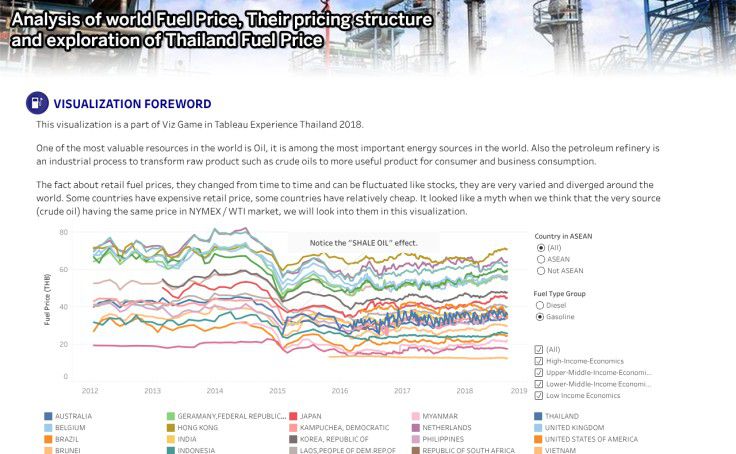 Analysis of world Fuel Price, Their pricing structure
and exploration of Thailand Fuel Price
VISUALIZATION FOREWORD
This visualization is a part of Viz Game in Tableau Experience Thailand 2018.
One of the most valuable resources in the world is Oil, it is among the most important energy sources in the world. Also the petroleum refinery is
an industrial process to transform raw product such as crude oils to more useful product for consumer and business consumption.
The fact about retail fuel prices, they changed from time to time and can be fluctuated like stocks, they are very varied and diverged around the
world. Some countries have expensive retail price, some countries have relatively cheap. It looked like a myth when we think that the very source
(crude oil) having the same price in NYMEX / WTI market, we will look into them in this visualization.
Country in ASEAN
(All)
ASEAN
Not ASEAN
Fuel Type Group
Diesel
Gasoline
(All)
High-Income-Economics
Upper-Middle-Income-Economi...
Lower-Middle-Income-Economi...
Low Income Economics
Notice the "SHALE OIL" effect.
Fuel Price (THB)
80
60
40
20
0
2012 2013 2014 2015 2016 2017 2018 2019
AUSTRALIA GERAMANY,FEDERAL REPUBLIC... JAPAN MYANMAR THAILAND
BELGIUM HONG KONG KAMPUCHEA, DEMOCRATIC NETHERLANDS UNITED KINGDOM
BRAZIL INDIA KOREA, REPUBLIC OF PHILIPPINES UNITED STATES OF AMERICA
BRUNEI INDONESIA LAOS,PEOPLE OF DEM.REP.OF REPUBLIC OF SOUTH AFRICA VIETNAM